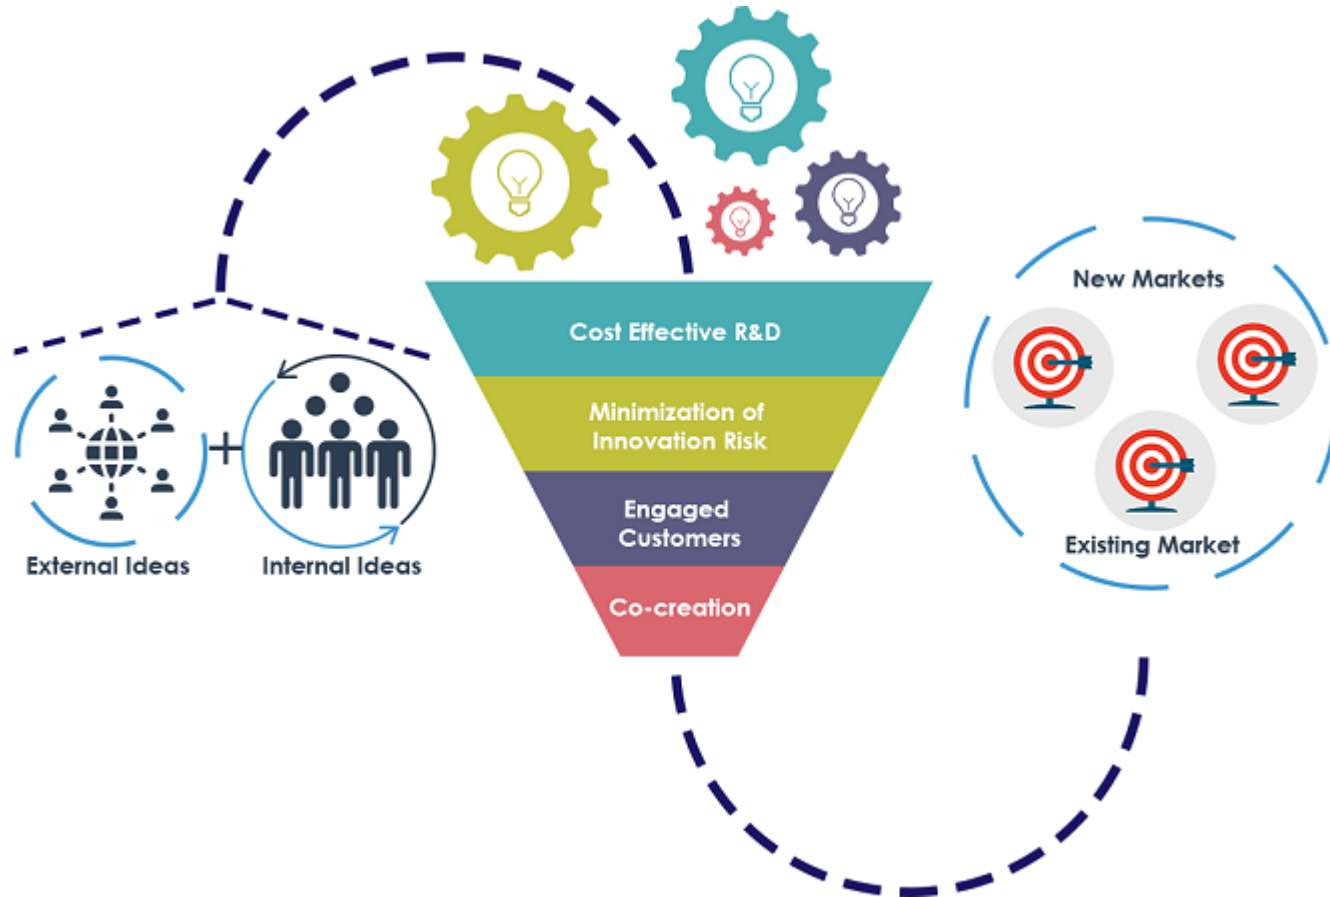 External Ideas
+
Internal Ideas
Cost Effective R&D
Minimization of
Innovation Risk
Engaged
Customers
Co-creation
New Markets
Existing Market